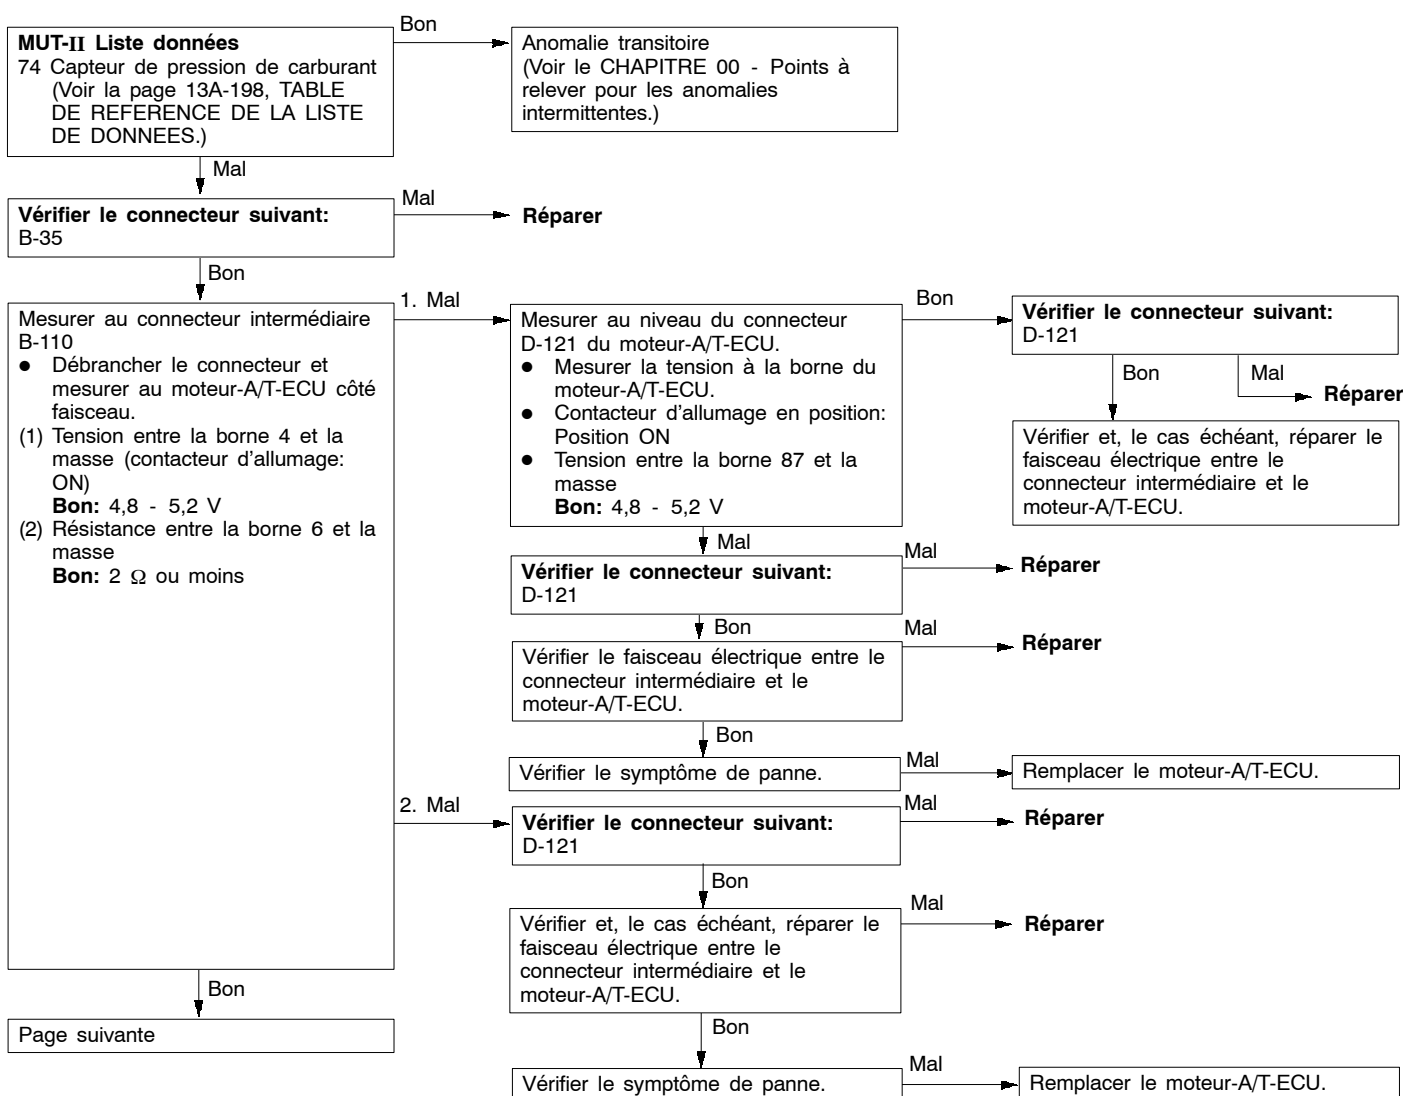 MUT-II Liste données
74 Capteur de pression de carburant
(Voir la page 13A-198, TABLE
DE REFERENCE DE LA LISTE
DE DONNEES.)
Bon
Anomalie transitoire
(Voir le CHAPITRE 00 - Points à
relever pour les anomalies
intermittentes.)
Mal
Vérifier le connecteur suivant:
B-35
Mal
Réparer
Bon
Mesurer au connecteur intermédiaire
B-110
● Débrancher le connecteur et
mesurer au moteur-A/T-ECU côté
faisceau.
(1) Tension entre la borne 4 et la
masse (contacteur d'allumage:
ON)
Bon: 4,8 - 5,2 V
(2) Résistance entre la borne 6 et la
masse
Bon: 2 Ω ou moins
1. Mal
Mesurer au niveau du connecteur
D-121 du moteur-A/T-ECU.
● Mesurer la tension à la borne du
moteur-A/T-ECU.
● Contacteur d'allumage en position:
Position ON
● Tension entre la borne 87 et la
masse
Bon: 4,8 - 5,2 V
Bon
Vérifier le connecteur suivant:
D-121
Bon
Mal
Réparer
Vérifier et, le cas échéant, réparer le
faisceau électrique entre le
connecteur intermédiaire et le
moteur-A/T-ECU.
Mal
Vérifier le connecteur suivant:
D-121
Mal
Réparer
Bon
Vérifier le faisceau électrique entre le
connecteur intermédiaire et le
moteur-A/T-ECU.
Mal
Réparer
Bon
Vérifier le symptôme de panne.
Mal
Remplacer le moteur-A/T-ECU.
2. Mal
Vérifier le connecteur suivant:
D-121
Mal
Réparer
Bon
Vérifier et, le cas échéant, réparer le
faisceau électrique entre le
connecteur intermédiaire et le
moteur-A/T-ECU.
Mal
Réparer
Bon
Vérifier le symptôme de panne.
Mal
Remplacer le moteur-A/T-ECU.
Bon
Page suivante